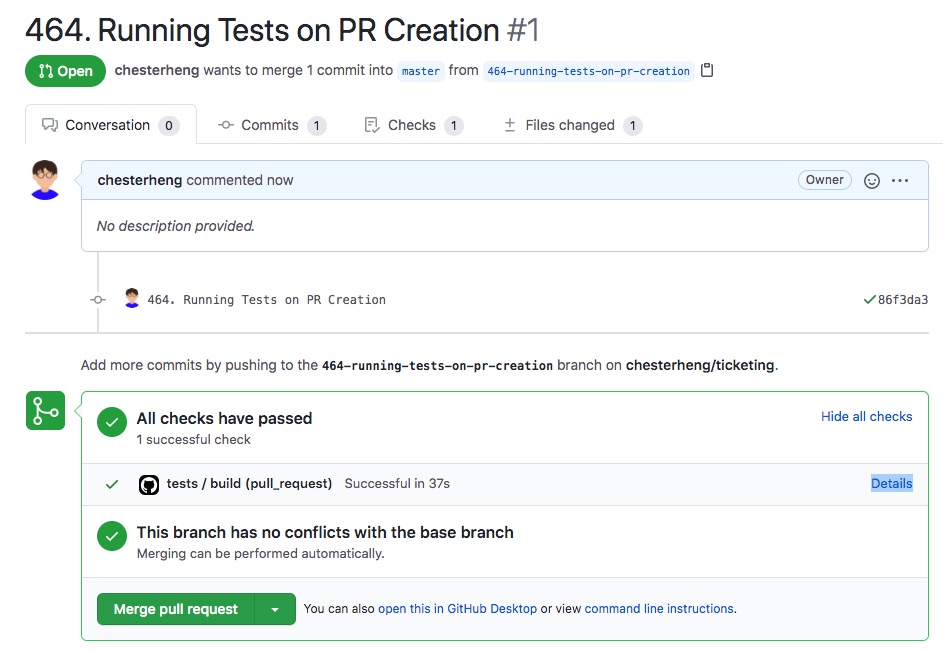 464. Running Tests on PR Creation #1
Open chesterheng wants to merge 1 commit into master from 464-running-tests-on-pr-creation
Conversation 0 Commits 1 Checks 1 Files changed 1
chesterheng commented now Owner
No description provided.
464. Running Tests on PR Creation 86f3da3
Add more commits by pushing to the 464-running-tests-on-pr-creation branch on chesterheng/ticketing.
All checks have passed Hide all checks
1 successful check
tests / build (pull_request) Successful in 37s Details
This branch has no conflicts with the base branch
Merging can be performed automatically.
Merge pull request You can also open this in GitHub Desktop or view command line instructions.